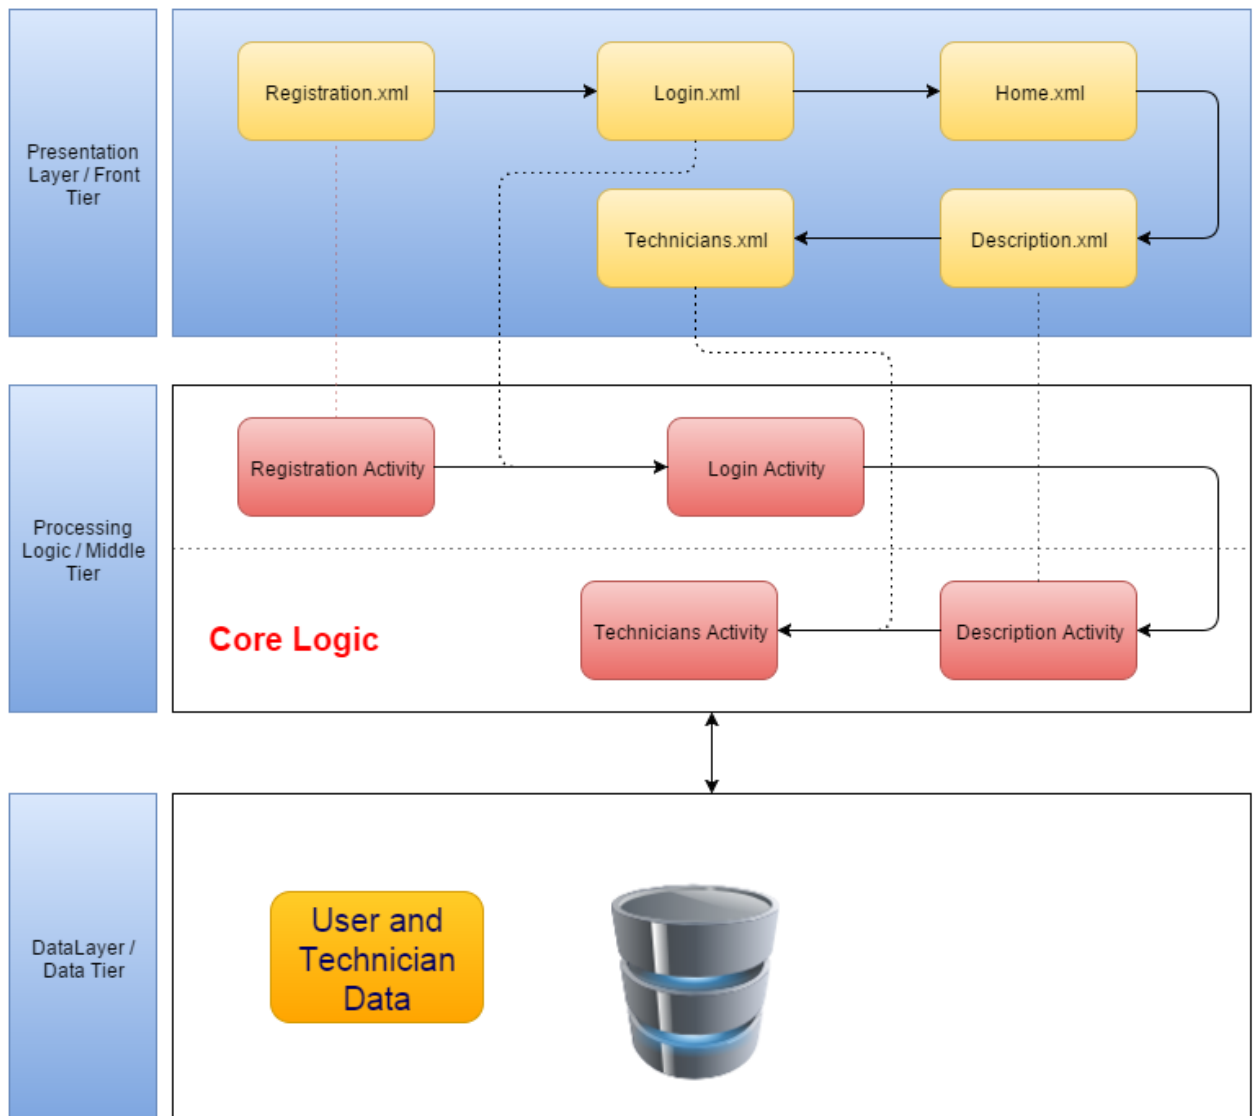 Presentation
Layer / Front
Tier
Registration.xml
Login.xml
Home.xml
Technicians.xml
Description.xml
Processing
Logic / Middle
Tier
Registration Activity
Login Activity
Core Logic
Technicians Activity
Description Activity
DataLayer /
Data Tier
User and
Technician
Data